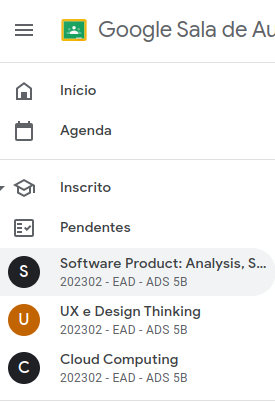 Google Sala de Au
Início
Agenda
Inscrito
Pendentes
S
Software Product: Analysis, S...
202302 - EAD - ADS 5B
U
UX e Design Thinking
202302 - EAD - ADS 5B
C
Cloud Computing
202302 - EAD - ADS 5B